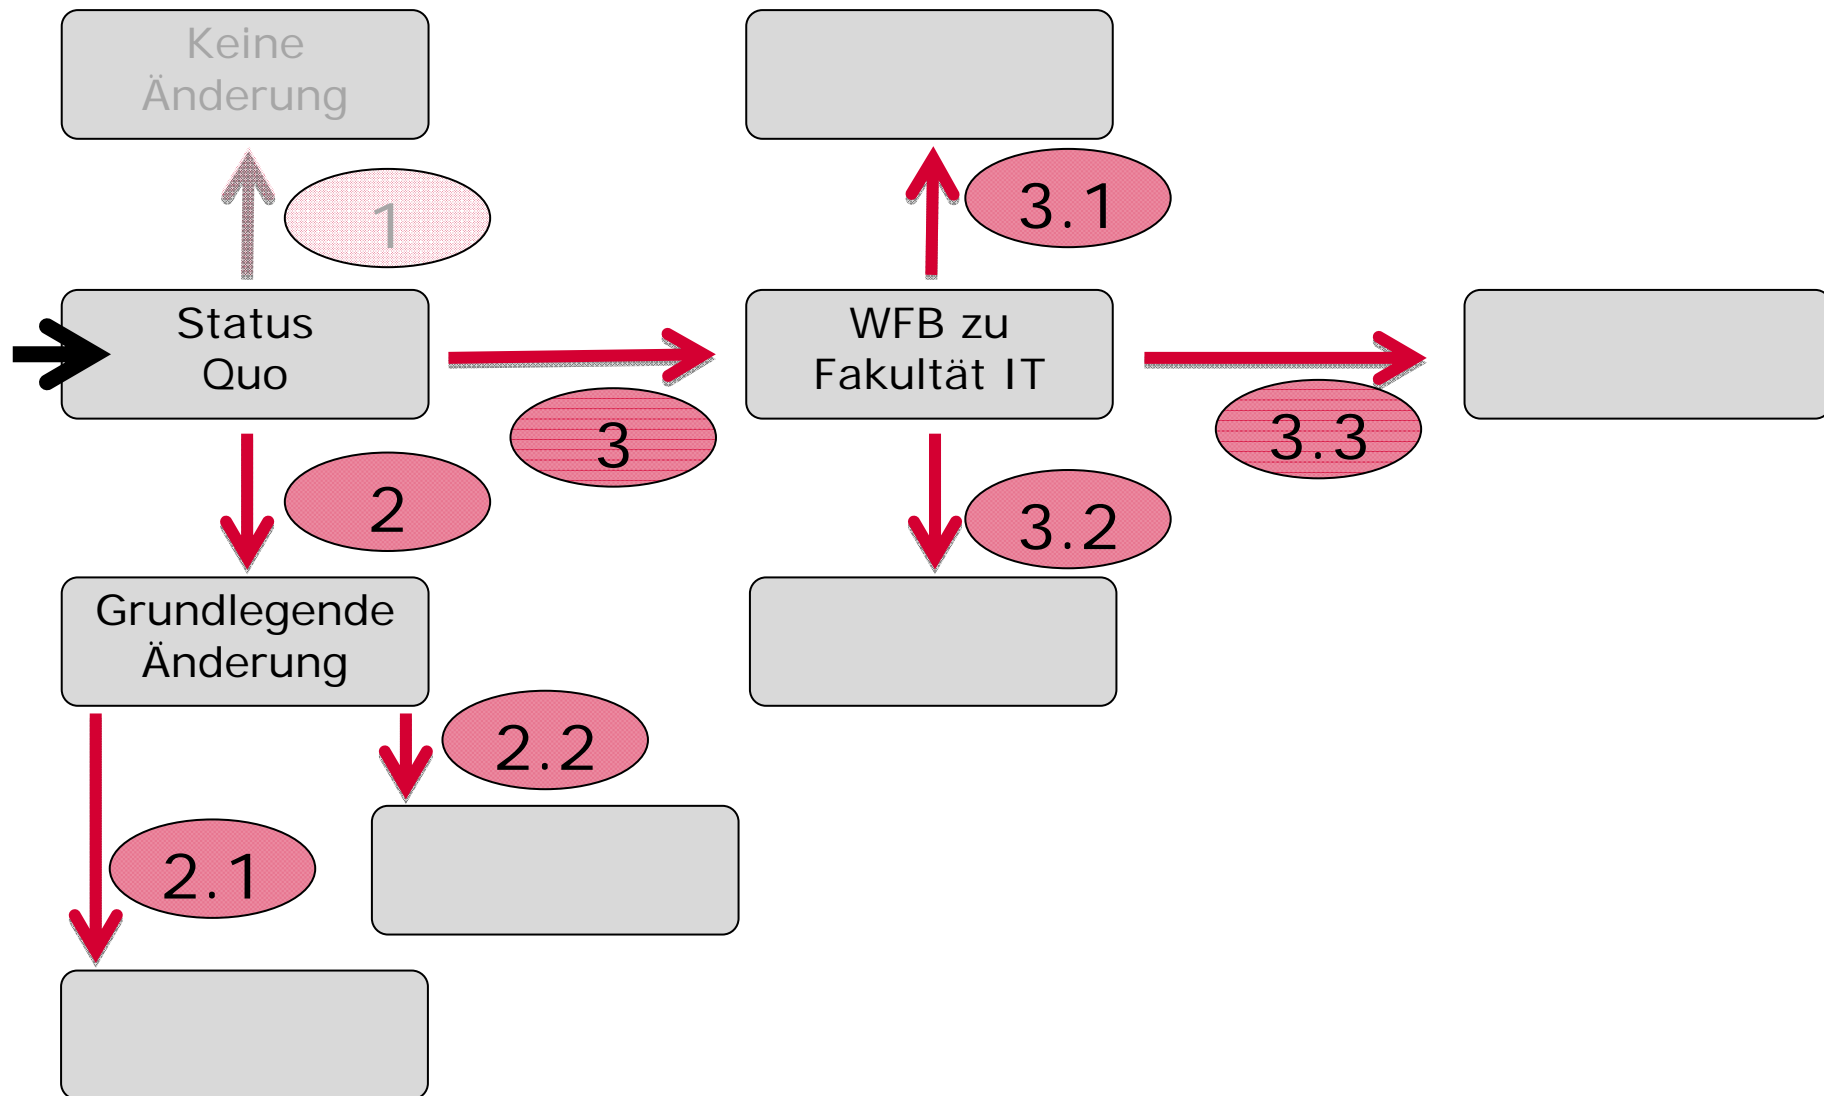 Keine
Änderung
1
3.1
Status
Quo
WFB zu
Fakultät IT
3
3.3
2
3.2
Grundlegende
Änderung
2.2
2.1